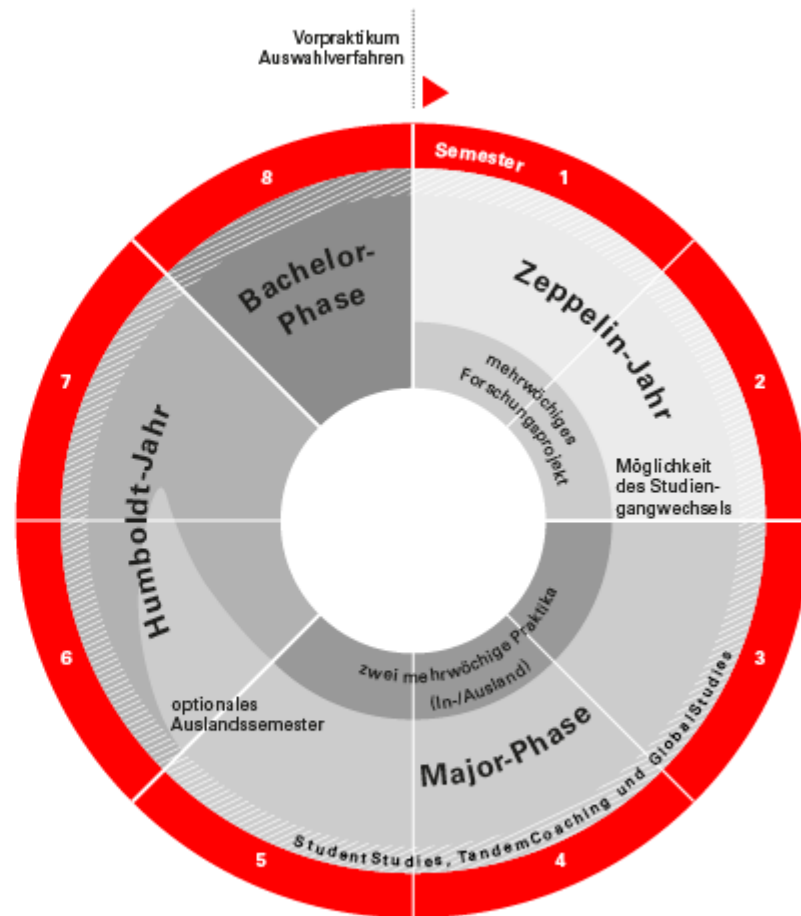 Vorpraktikum
Auswahlverfahren
Semester
1
2
3
4
5
6
7
8
Zeppelin-Jahr
mehrwöchiges
Forschungsprojekt
Möglichkeit
des Studien-
gangwechsels
zwei mehrwöchige Praktika
(In-/Ausland)
Major-Phase
StudentStudies, TandemCoaching und GlobalStudies
optionales
Auslandssemester
Humboldt-Jahr
Bachelor-
Phase